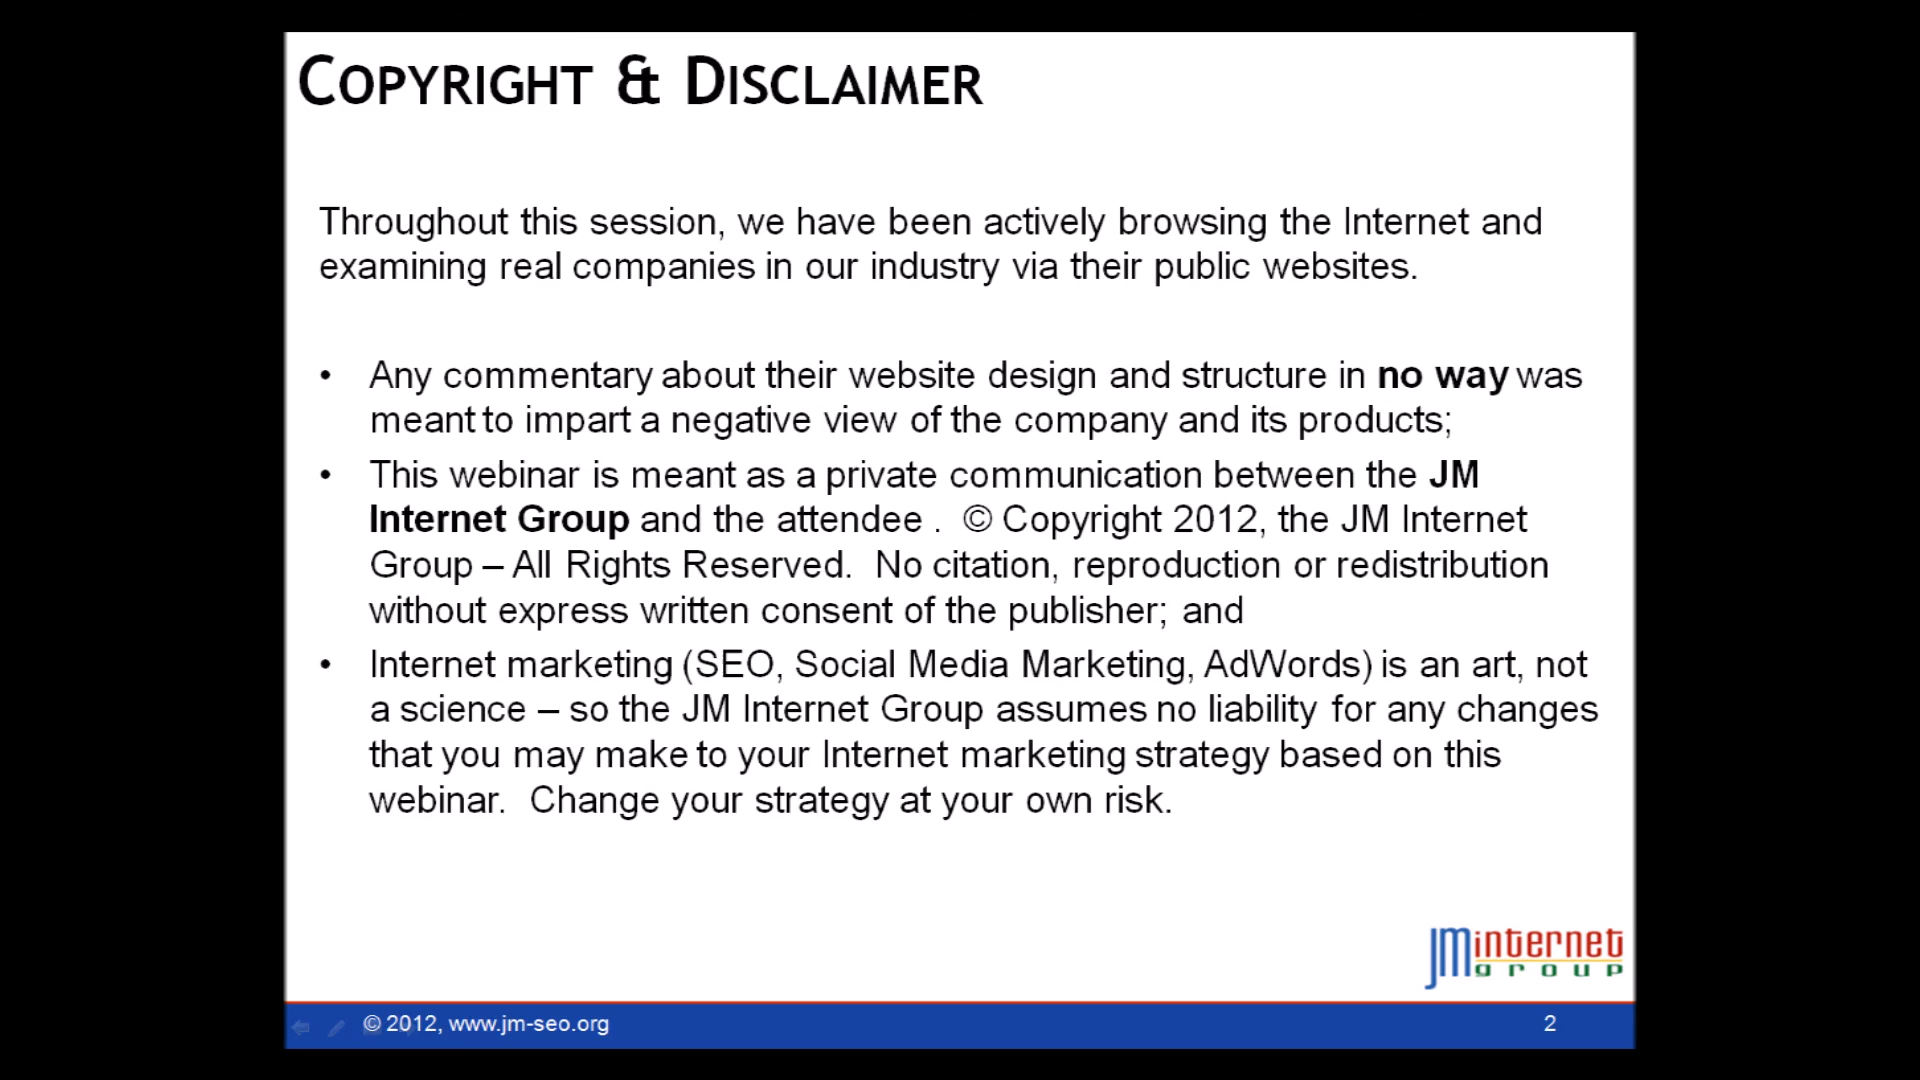 COPYRIGHT & DISCLAIMER
Throughout this session, we have been actively browsing the Internet and
examining real companies in our industry via their public websites.
• Any commentary about their website design and structure in no way was
meant to impart a negative view of the company and its products;
• This webinar is meant as a private communication between the JM
Internet Group and the attendee . © Copyright 2012, the JM Internet
Group – All Rights Reserved. No citation, reproduction or redistribution
without express written consent of the publisher; and
• Internet marketing (SEO, Social Media Marketing, AdWords) is an art, not
a science – so the JM Internet Group assumes no liability for any changes
that you may make to your Internet marketing strategy based on this
webinar. Change your strategy at your own risk.
JMinternet
group
© 2012, www.jm-seo.org
2